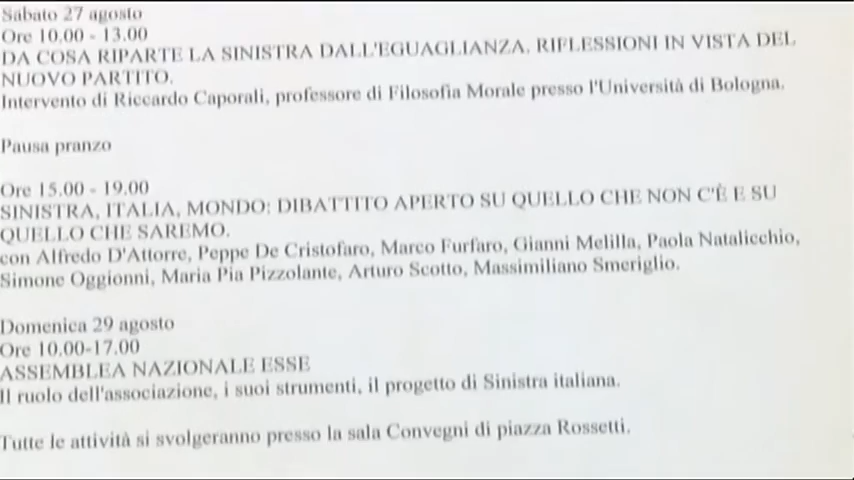 Sabato 27 agosto
Ore 10.00 - 13.00
DA COSA RIPARTE LA SINISTRA DALL'EGUAGLIANZA. RIFLESSIONI IN VISTA DEL
NUOVO PARTITO.
Intervento di Riccardo Caporali, professore di Filosofia Morale presso l'Università di Bologna.
Pausa pranzo
Ore 15.00 - 19.00
SINISTRA, ITALIA, MONDO: DIBATTITO APERTO SU QUELLO CHE NON C'È E SU
QUELLO CHE SAREMO.
con Alfredo D'Attorre, Peppe De Cristofaro, Marco Furfaro, Gianni Melilla, Paola Natalicchio,
Simone Oggionni, Maria Pia Pizzolante, Arturo Scotto, Massimiliano Smeriglio.
Domenica 29 agosto
Ore 10.00-17.00
ASSEMBLEA NAZIONALE ESSE
Il ruolo dell'associazione, i suoi strumenti, il progetto di Sinistra italiana.
Tutte le attività si svolgeranno presso la sala Convegni di piazza Rossetti.